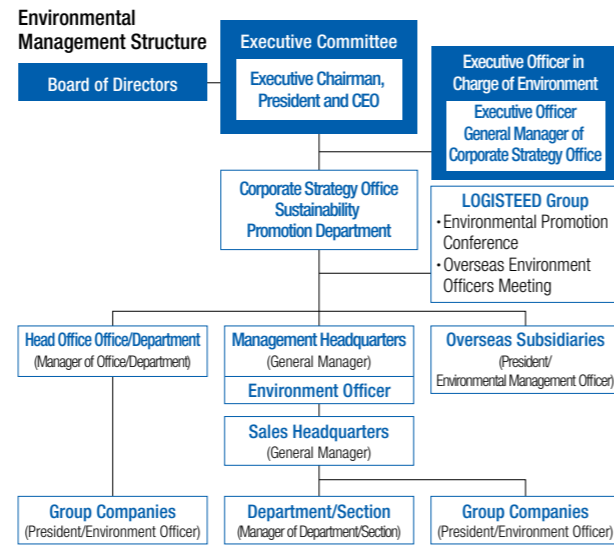 Environmental
Management Structure
Board of Directors
Executive Committee
Executive Chairman,
President and CEO
Executive Officer in
Charge of Environment
Executive Officer
General Manager of
Corporate Strategy Office
Corporate Strategy Office
Sustainability
Promotion Department
LOGISTEED Group
・Environmental Promotion
Conference
・Overseas Environment
Officers Meeting
Head Office Office/Department
(Manager of Office/Department)
Management Headquarters
(General Manager)
Environment Officer
Overseas Subsidiaries
(President/
Environmental Management Officer)
Sales Headquarters
(General Manager)
Group Companies
(President/Environment Officer)
Department/Section
(Manager of Department/Section)
Group Companies
(President/Environment Officer)